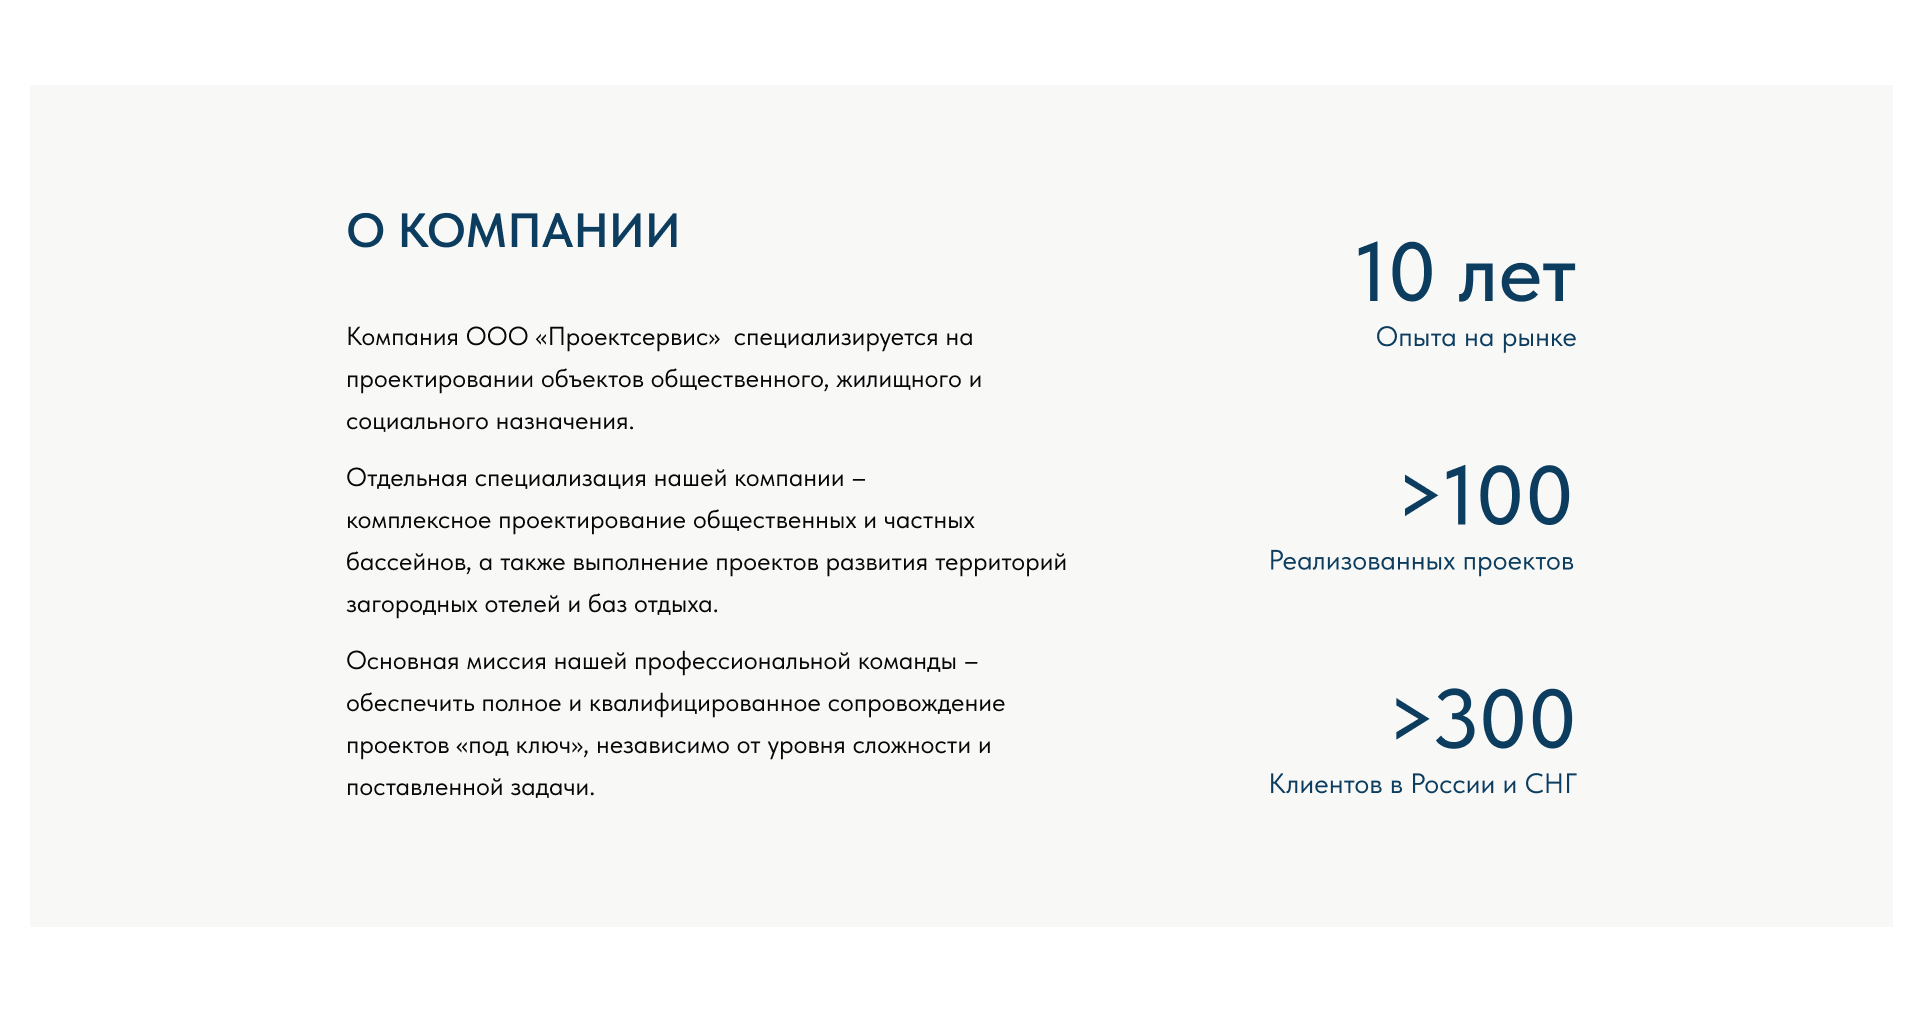 О КОМПАНИИ
Компания ООО «Проектсервис»  специализируется на
проектировании объектов общественного, жилищного и
социального назначения.
Отдельная специализация нашей компании –
комплексное проектирование общественных и частных
бассейнов, а также выполнение проектов развития территорий
загородных отелей и баз отдыха.
Основная миссия нашей профессиональной команды –
обеспечить полное и квалифицированное сопровождение
проектов «под ключ», независимо от уровня сложности и
поставленной задачи.
10 лет
Опыта на рынке
>100
Реализованных проектов
>300
Клиентов в России и СНГ